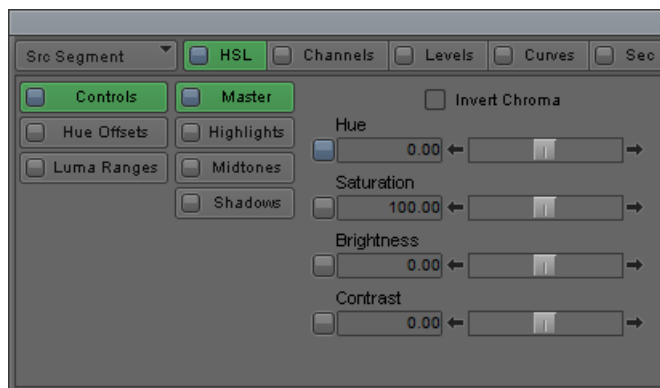 Src Segment HSL Channels Levels Curves Sec
Controls Master Invert Chroma
Hue Offsets Highlights Hue
0.00
Luma Ranges Midtones
Saturation
Shadows 100.00
Brightness
0.00
Contrast
0.00